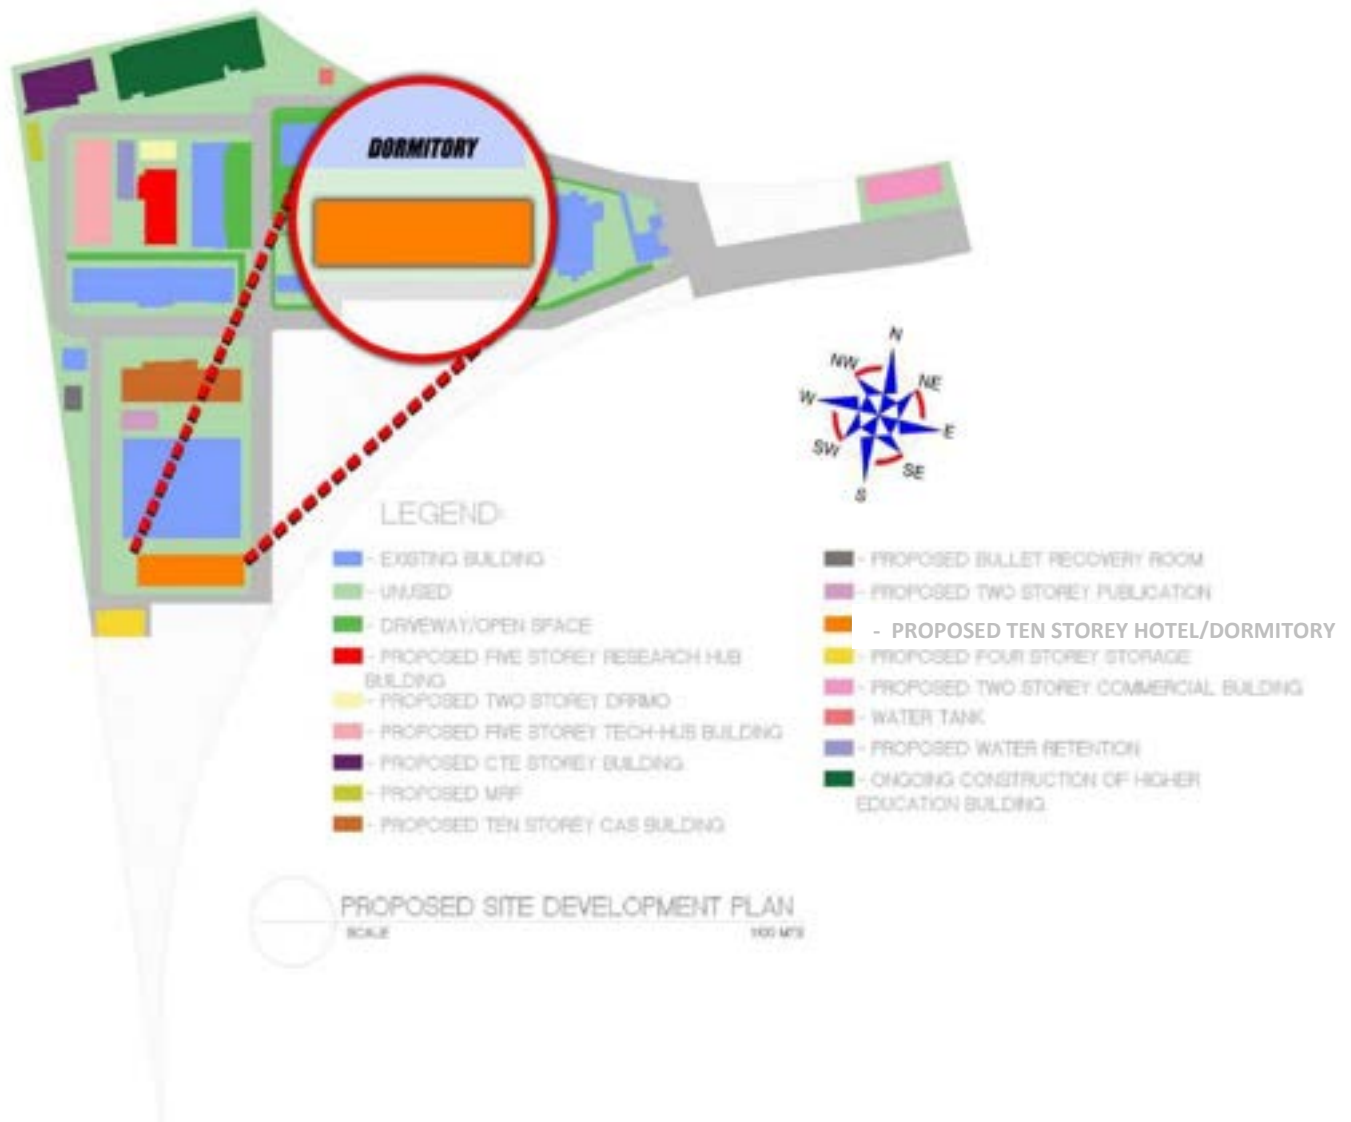 DORMITORY
N
NW
NE
W
E
SW
SE
S
LEGEND:
- EXISTING BUILDING
- UNUSED
- DRIVEWAY/OPEN SPACE
- PROPOSED FIVE STOREY RESEARCH HUB
BUILDING
- PROPOSED TWO STOREY DRRMO
- PROPOSED FIVE STOREY TECH-HUB BUILDING
- PROPOSED CTE STOREY BUILDING
- PROPOSED MRF
- PROPOSED TEN STOREY CAS BUILDING
- PROPOSED BULLET RECOVERY ROOM
- PROPOSED TWO STOREY PUBLICATION
- PROPOSED TEN STOREY HOTEL/DORMITORY
- PROPOSED FOUR STOREY STORAGE
- PROPOSED TWO STOREY COMMERCIAL BUILDING
- WATER TANK
- PROPOSED WATER RETENTION
- ONGOING CONSTRUCTION OF HIGHER
EDUCATION BUILDING
PROPOSED SITE DEVELOPMENT PLAN
SCALE MTS